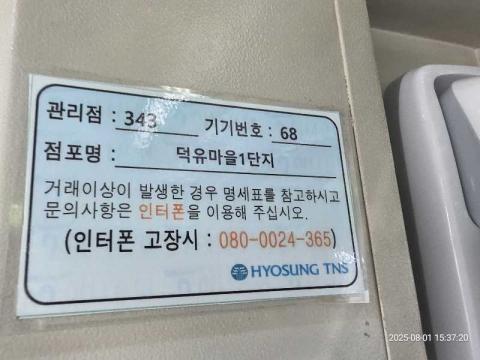 관리점 : 343 기기번호 : 68
점포명 : 덕유마을1단지
거래이상이 발생한 경우 명세표를 참고하시고
문의사항은 인터폰을 이용해 주십시오.
(인터폰 고장시 : 080-0024-365)
HYOSUNG TNS
2025-08-01 15:37:20